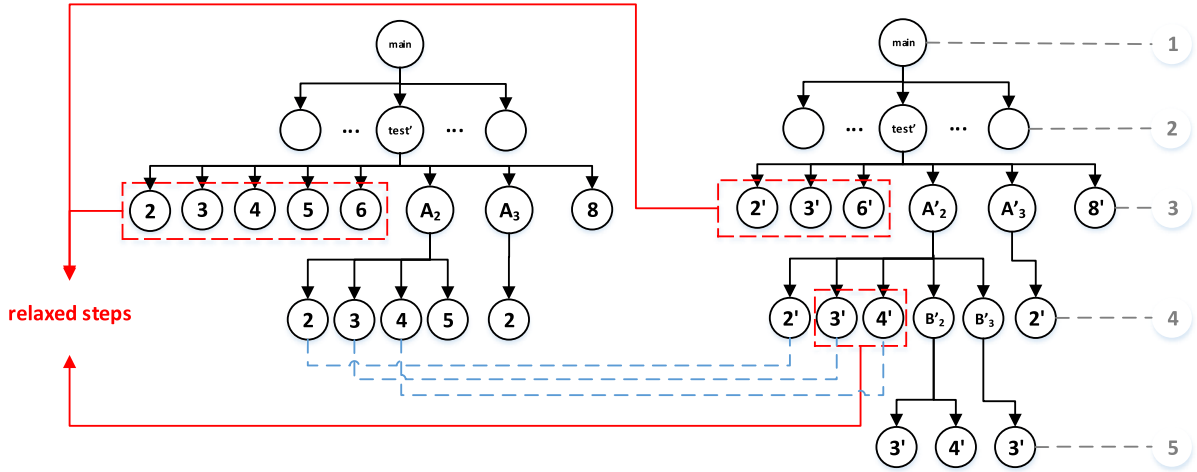 main main 1
... test' ... ... test' ... 2
2 3 4 5 6 A2 A3 8 2' 3' 6' A'2 A'3 8' 3
relaxed steps
2 3 4 5 2 2' 3' 4' B'2 B'3 2' 4
3' 4' 3' 5